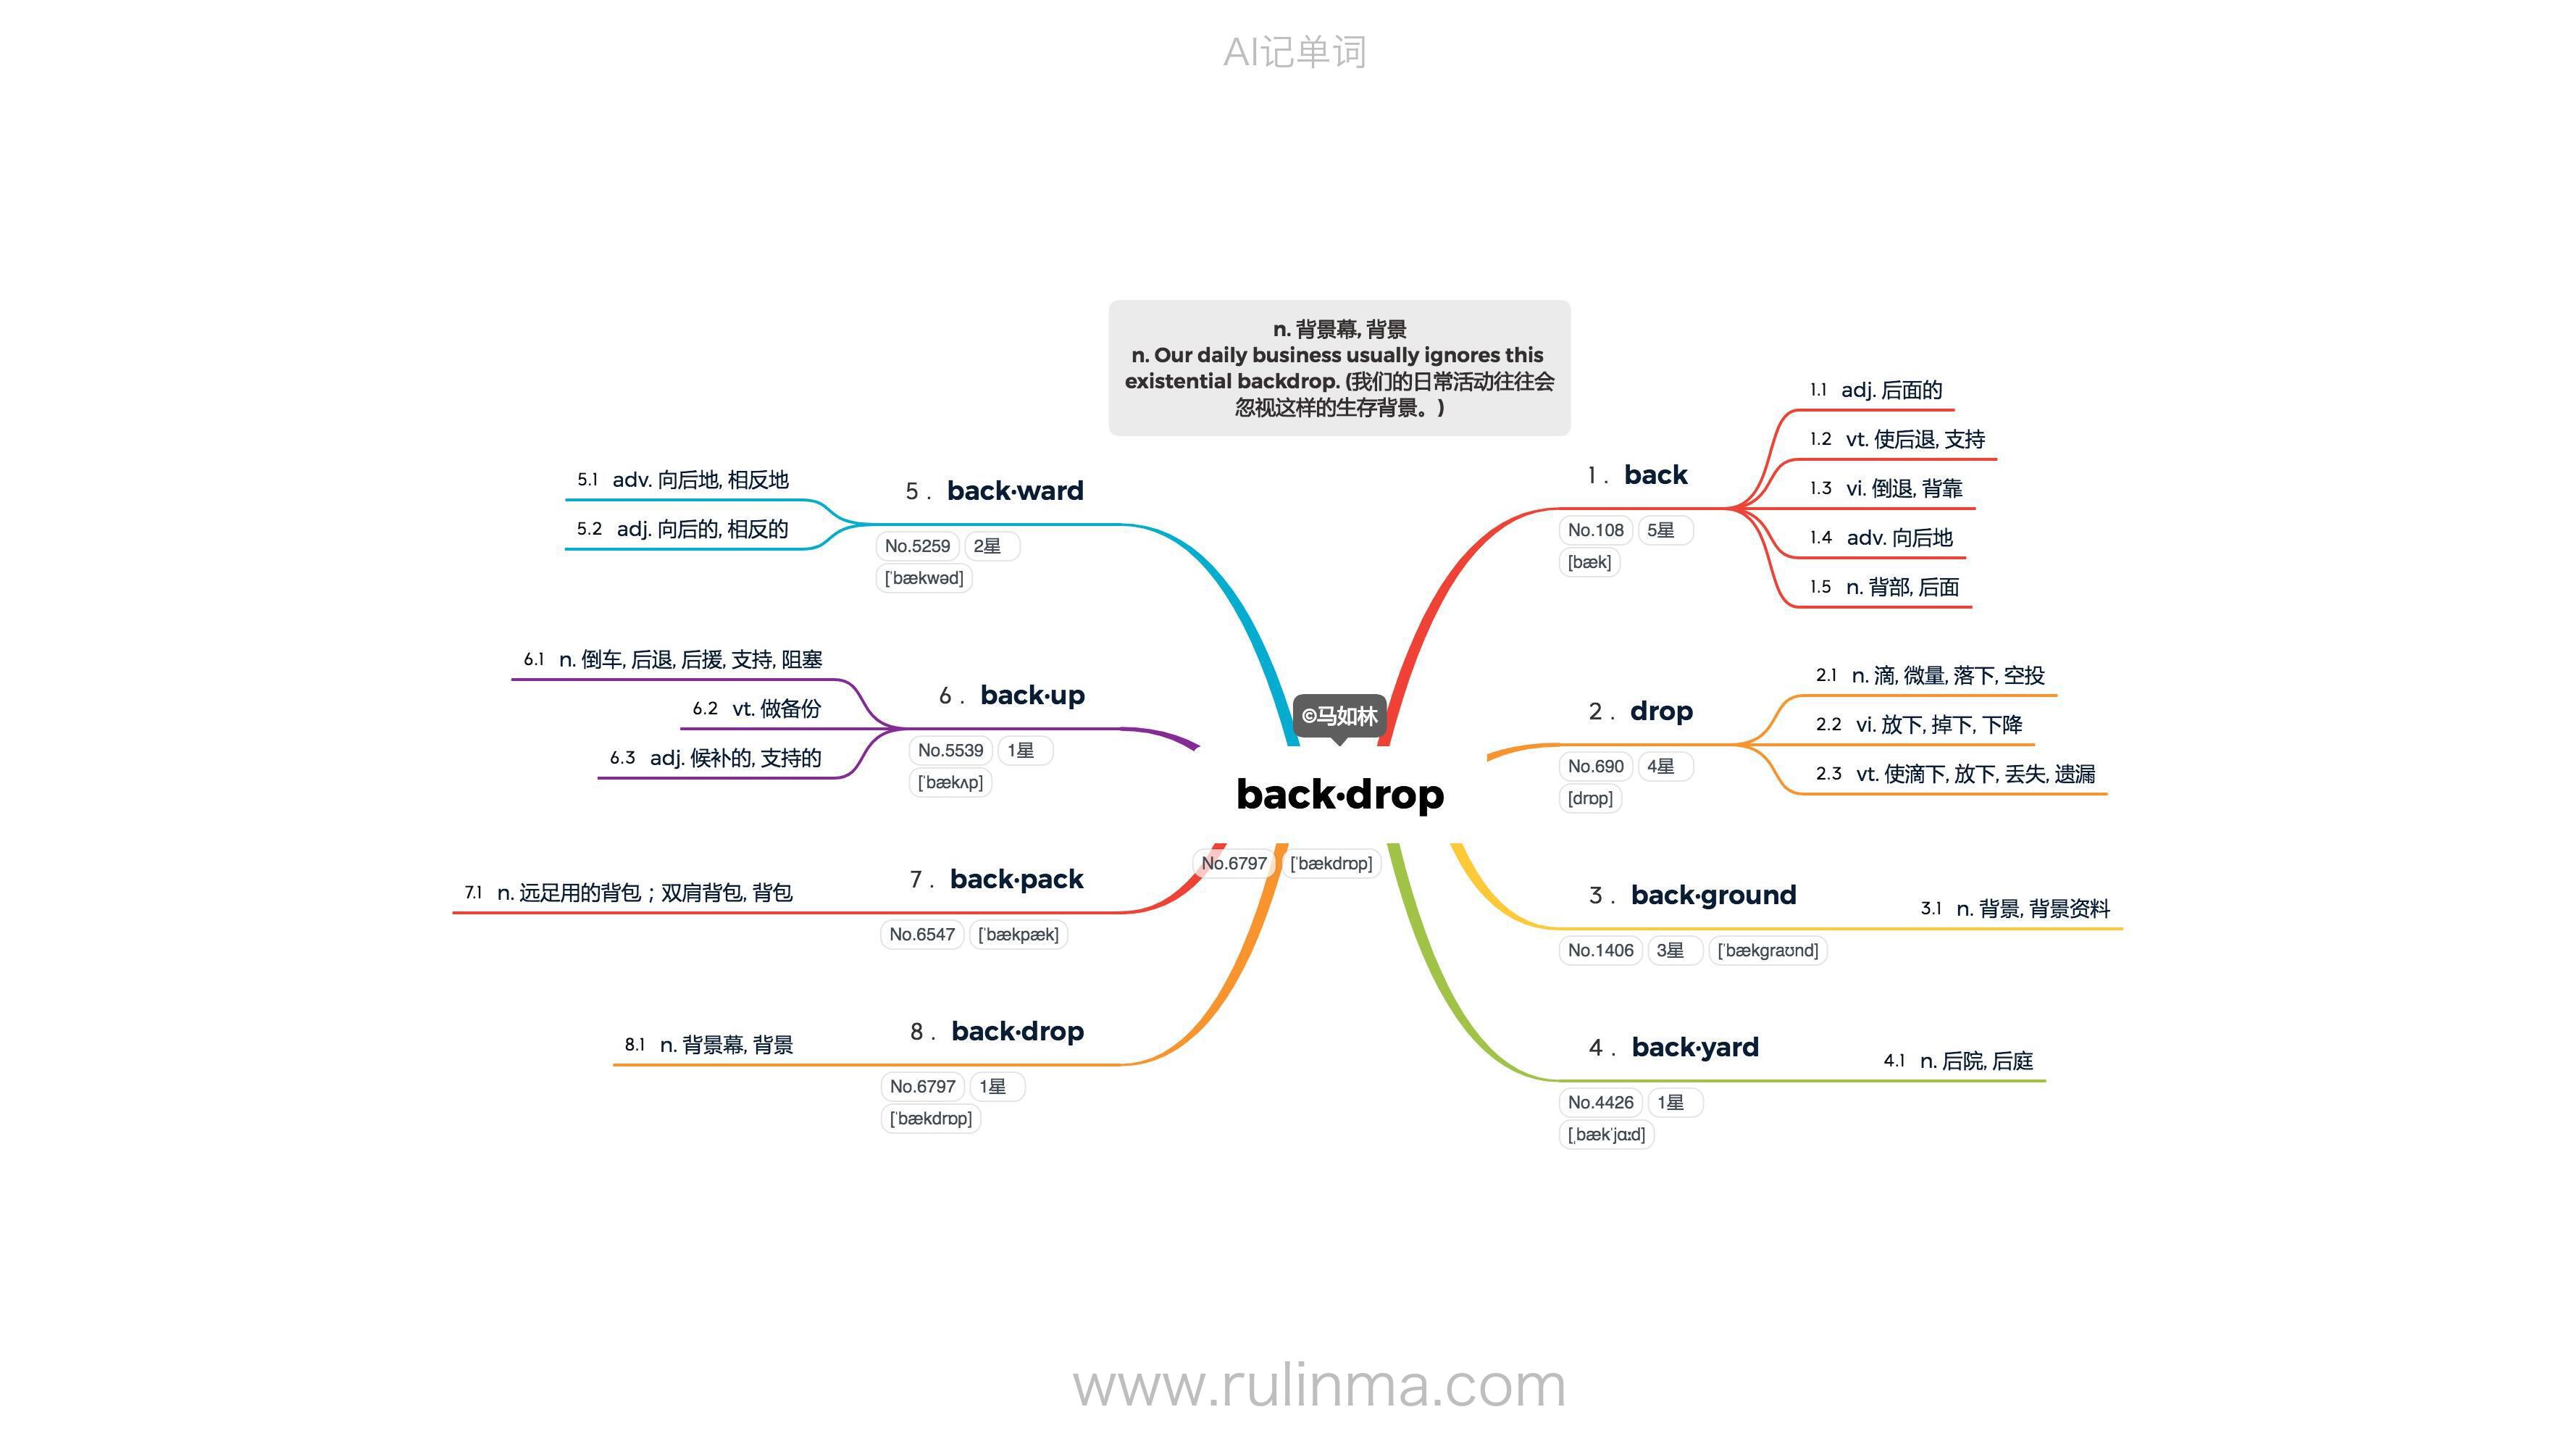 AI记单词
n. 背景幕, 背景
n. Our daily business usually ignores this
existential backdrop. (我们的日常活动往往会
忽视这样的生存背景。)
©马如林
back·drop
No.6797 [ˈbækdrɒp]
1 . back
No.108 5星
[bæk]
1.1 adj. 后面的
1.2 vt. 使后退, 支持
1.3 vi. 倒退, 背靠
1.4 adv. 向后地
1.5 n. 背部, 后面
2 . drop
No.690 4星
[drɒp]
2.1 n. 滴, 微量, 落下, 空投
2.2 vi. 放下, 掉下, 下降
2.3 vt. 使滴下, 放下, 丢失, 遗漏
3 . back·ground
No.1406 3星 [ˈbækɡraʊnd]
3.1 n. 背景, 背景资料
4 . back·yard
No.4426 1星
[ˌbækˈjɑːd]
4.1 n. 后院, 后庭
5 . back·ward
No.5259 2星
[ˈbækwəd]
5.1 adv. 向后地, 相反地
5.2 adj. 向后的, 相反的
6 . back·up
No.5539 1星
[ˈbækʌp]
6.1 n. 倒车, 后退, 后援, 支持, 阻塞
6.2 vt. 做备份
6.3 adj. 候补的, 支持的
7 . back·pack
No.6547 [ˈbækpæk]
7.1 n. 远足用的背包；双肩背包, 背包
8 . back·drop
No.6797 1星
[ˈbækdrɒp]
8.1 n. 背景幕, 背景
www.rulinma.com